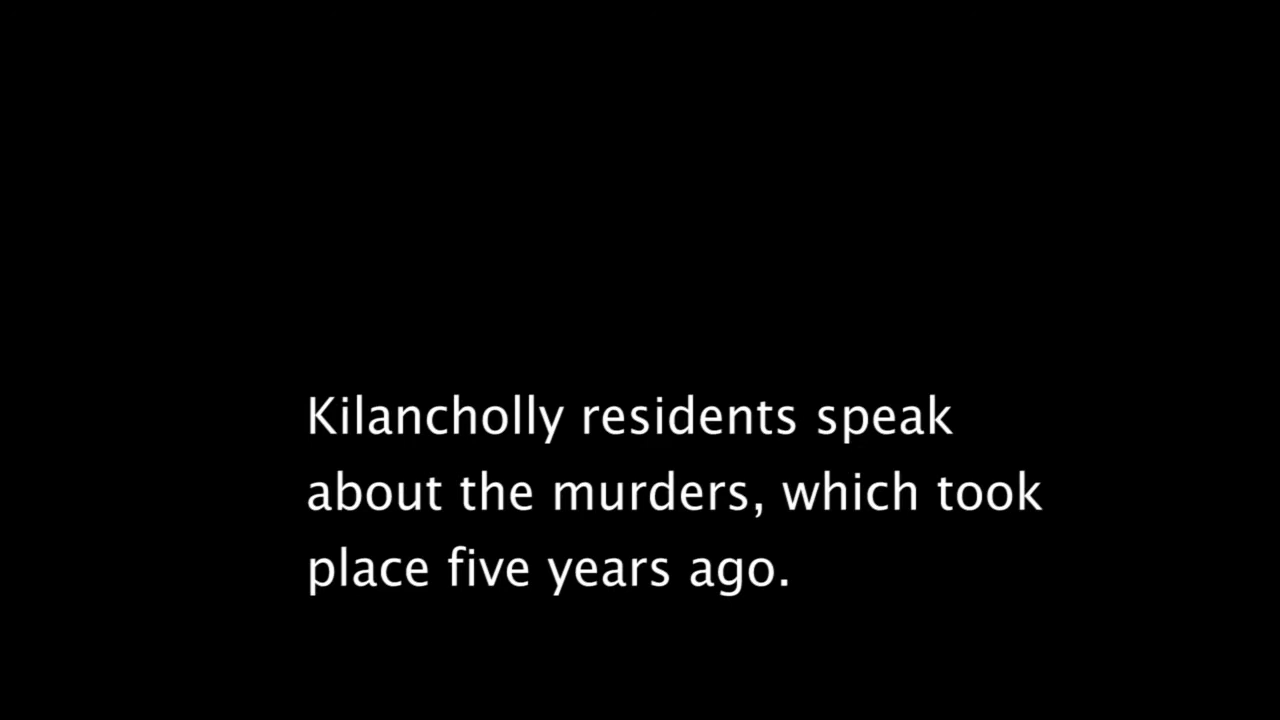 Kilancholly residents speak
about the murders, which took
place five years ago.